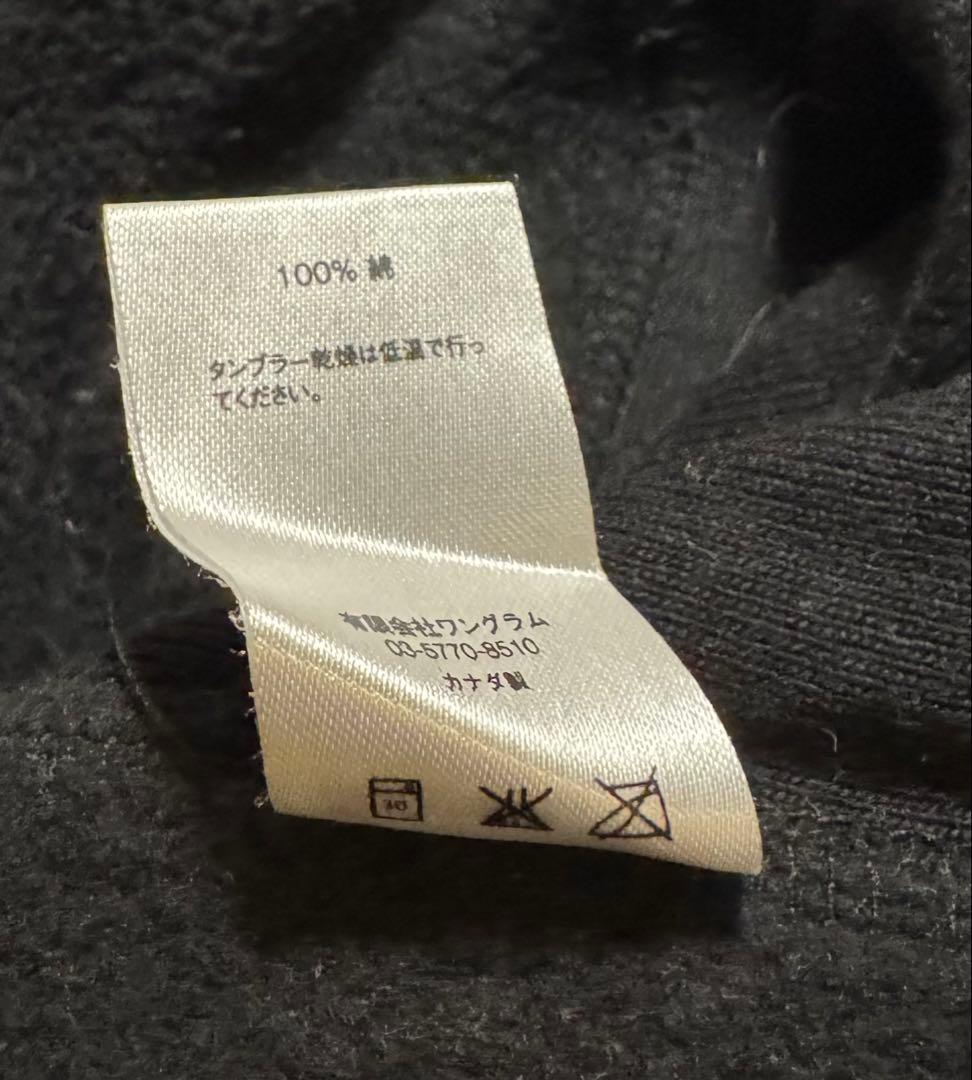 100% 綿
タンブラー乾燥は低温で行っ
てください。
有限会社ワングラム
03-5770-8510
カナダ製